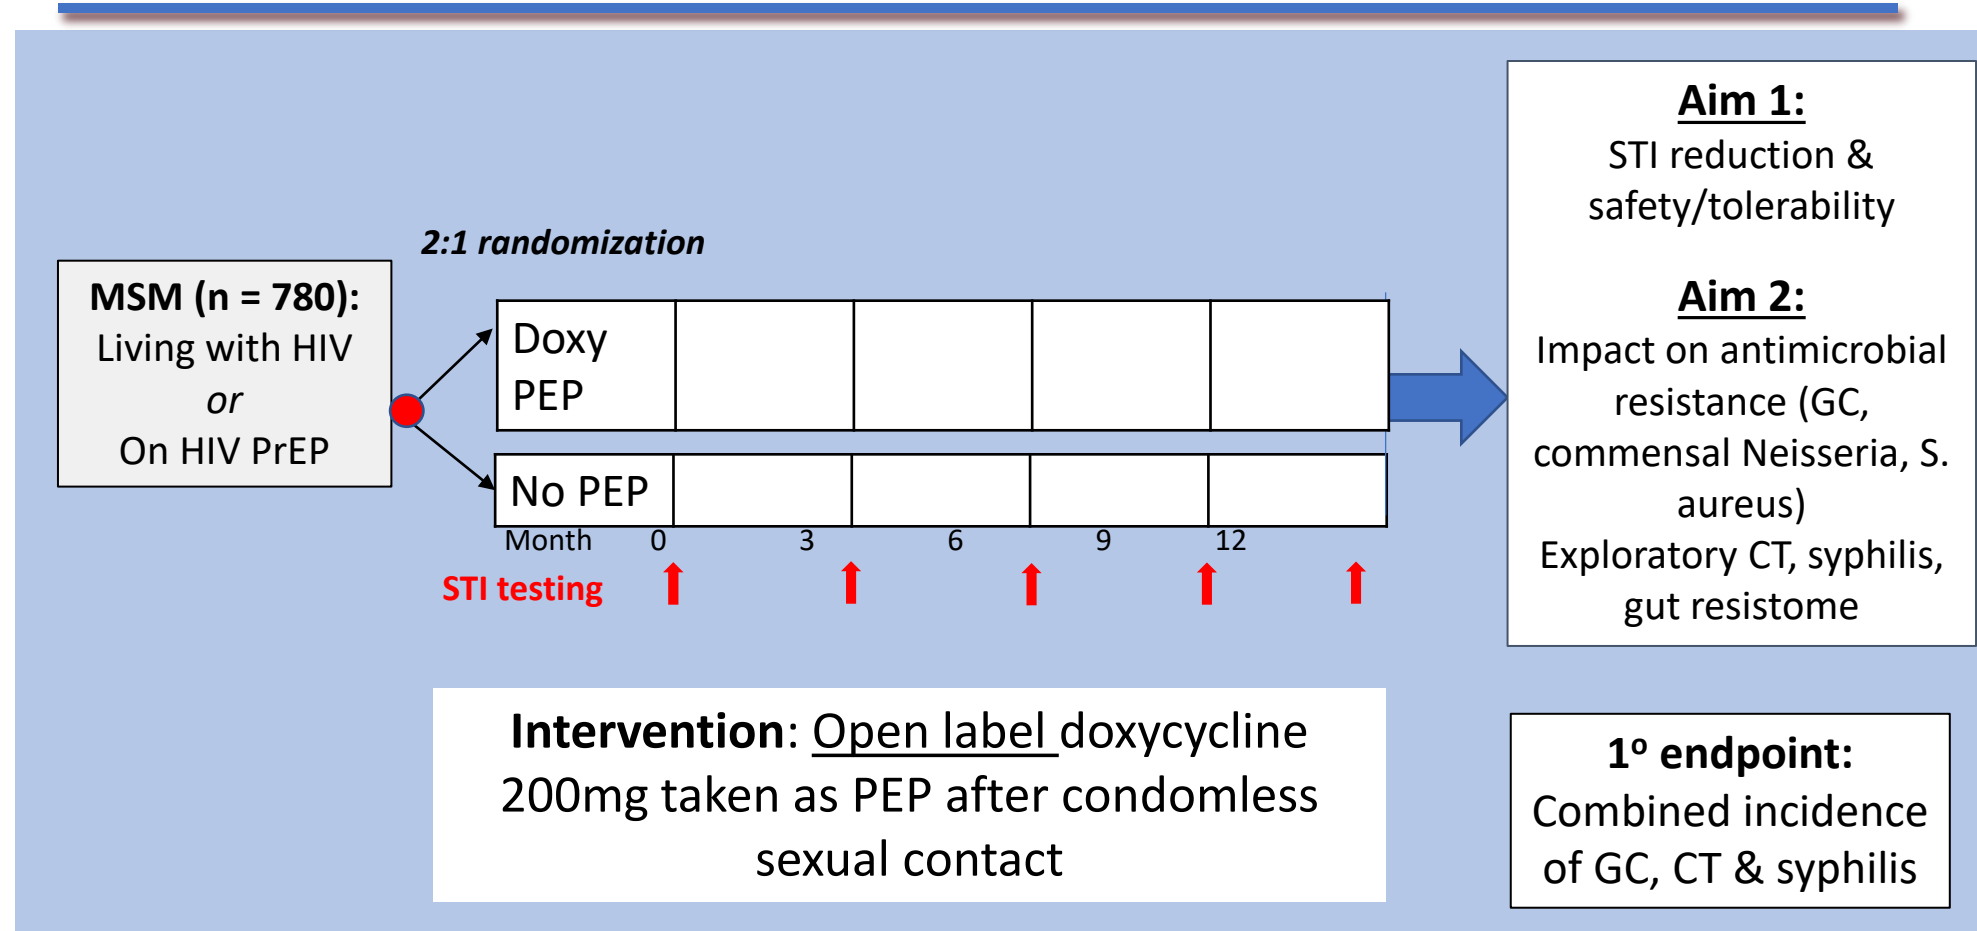 2:1 randomization
MSM (n = 780):
Living with HIV
or
On HIV PrEP
Doxy
PEP
No PEP
Month 0 3 6 9 12
STI testing
Aim 1:
STI reduction &
safety/tolerability
Aim 2:
Impact on antimicrobial
resistance (GC,
commensal Neisseria, S.
aureus)
Exploratory CT, syphilis,
gut resistome
Intervention: Open label doxycycline
200mg taken as PEP after condomless
sexual contact
1º endpoint:
Combined incidence
of GC, CT & syphilis